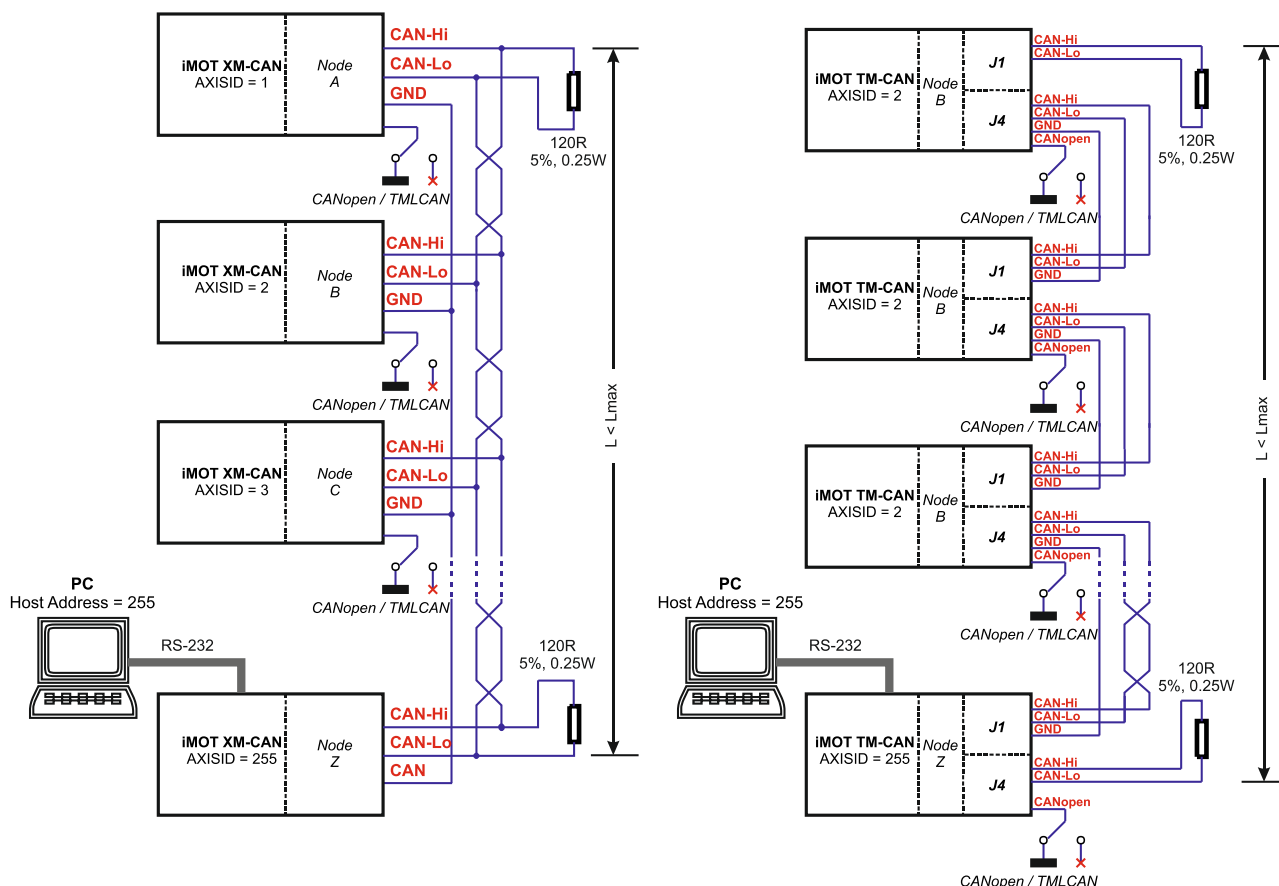 iMOT XM-CAN
AXISID = 1
Node
A
CAN-Hi
CAN-Lo
GND
120R
5%, 0.25W
CANopen / TMLCAN
iMOT XM-CAN
AXISID = 2
Node
B
CAN-Hi
CAN-Lo
GND
CANopen / TMLCAN
L < Lmax
iMOT XM-CAN
AXISID = 3
Node
C
CAN-Hi
CAN-Lo
GND
CANopen / TMLCAN
PC
Host Address = 255
RS-232
120R
5%, 0.25W
iMOT XM-CAN
AXISID = 255
Node
Z
CAN-Hi
CAN-Lo
CAN
iMOT TM-CAN
AXISID = 2
Node
B
J1
J4
CAN-Hi
CAN-Lo
CAN-Hi
CAN-Lo
GND
CANopen
120R
5%, 0.25W
CANopen / TMLCAN
iMOT TM-CAN
AXISID = 2
Node
B
J1
J4
CAN-Hi
CAN-Lo
GND
CAN-Hi
CAN-Lo
GND
CANopen
CANopen / TMLCAN
L < Lmax
iMOT TM-CAN
AXISID = 2
Node
B
J1
J4
CAN-Hi
CAN-Lo
GND
CAN-Hi
CAN-Lo
GND
CANopen
CANopen / TMLCAN
PC
Host Address = 255
RS-232
120R
5%, 0.25W
iMOT TM-CAN
AXISID = 255
Node
Z
J1
J4
CAN-Hi
CAN-Lo
GND
CAN-Hi
CAN-Lo
CANopen
CANopen / TMLCAN